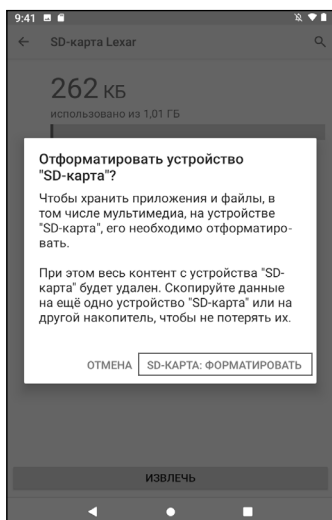 9:41
SD-карта Lexar
262 КБ
использовано из 1,01 ГБ
Отформатировать устройство
"SD-карта"?
Чтобы хранить приложения и файлы, в
том числе мультимедиа, на устройстве
"SD-карта", его необходимо отформатиро-
вать.
При этом весь контент с устройства "SD-
карта" будет удален. Скопируйте данные
на ещё одно устройство "SD-карта" или на
другой накопитель, чтобы не потерять их.
ОТМЕНА SD-КАРТА: ФОРМАТИРОВАТЬ
ИЗВЛЕЧЬ